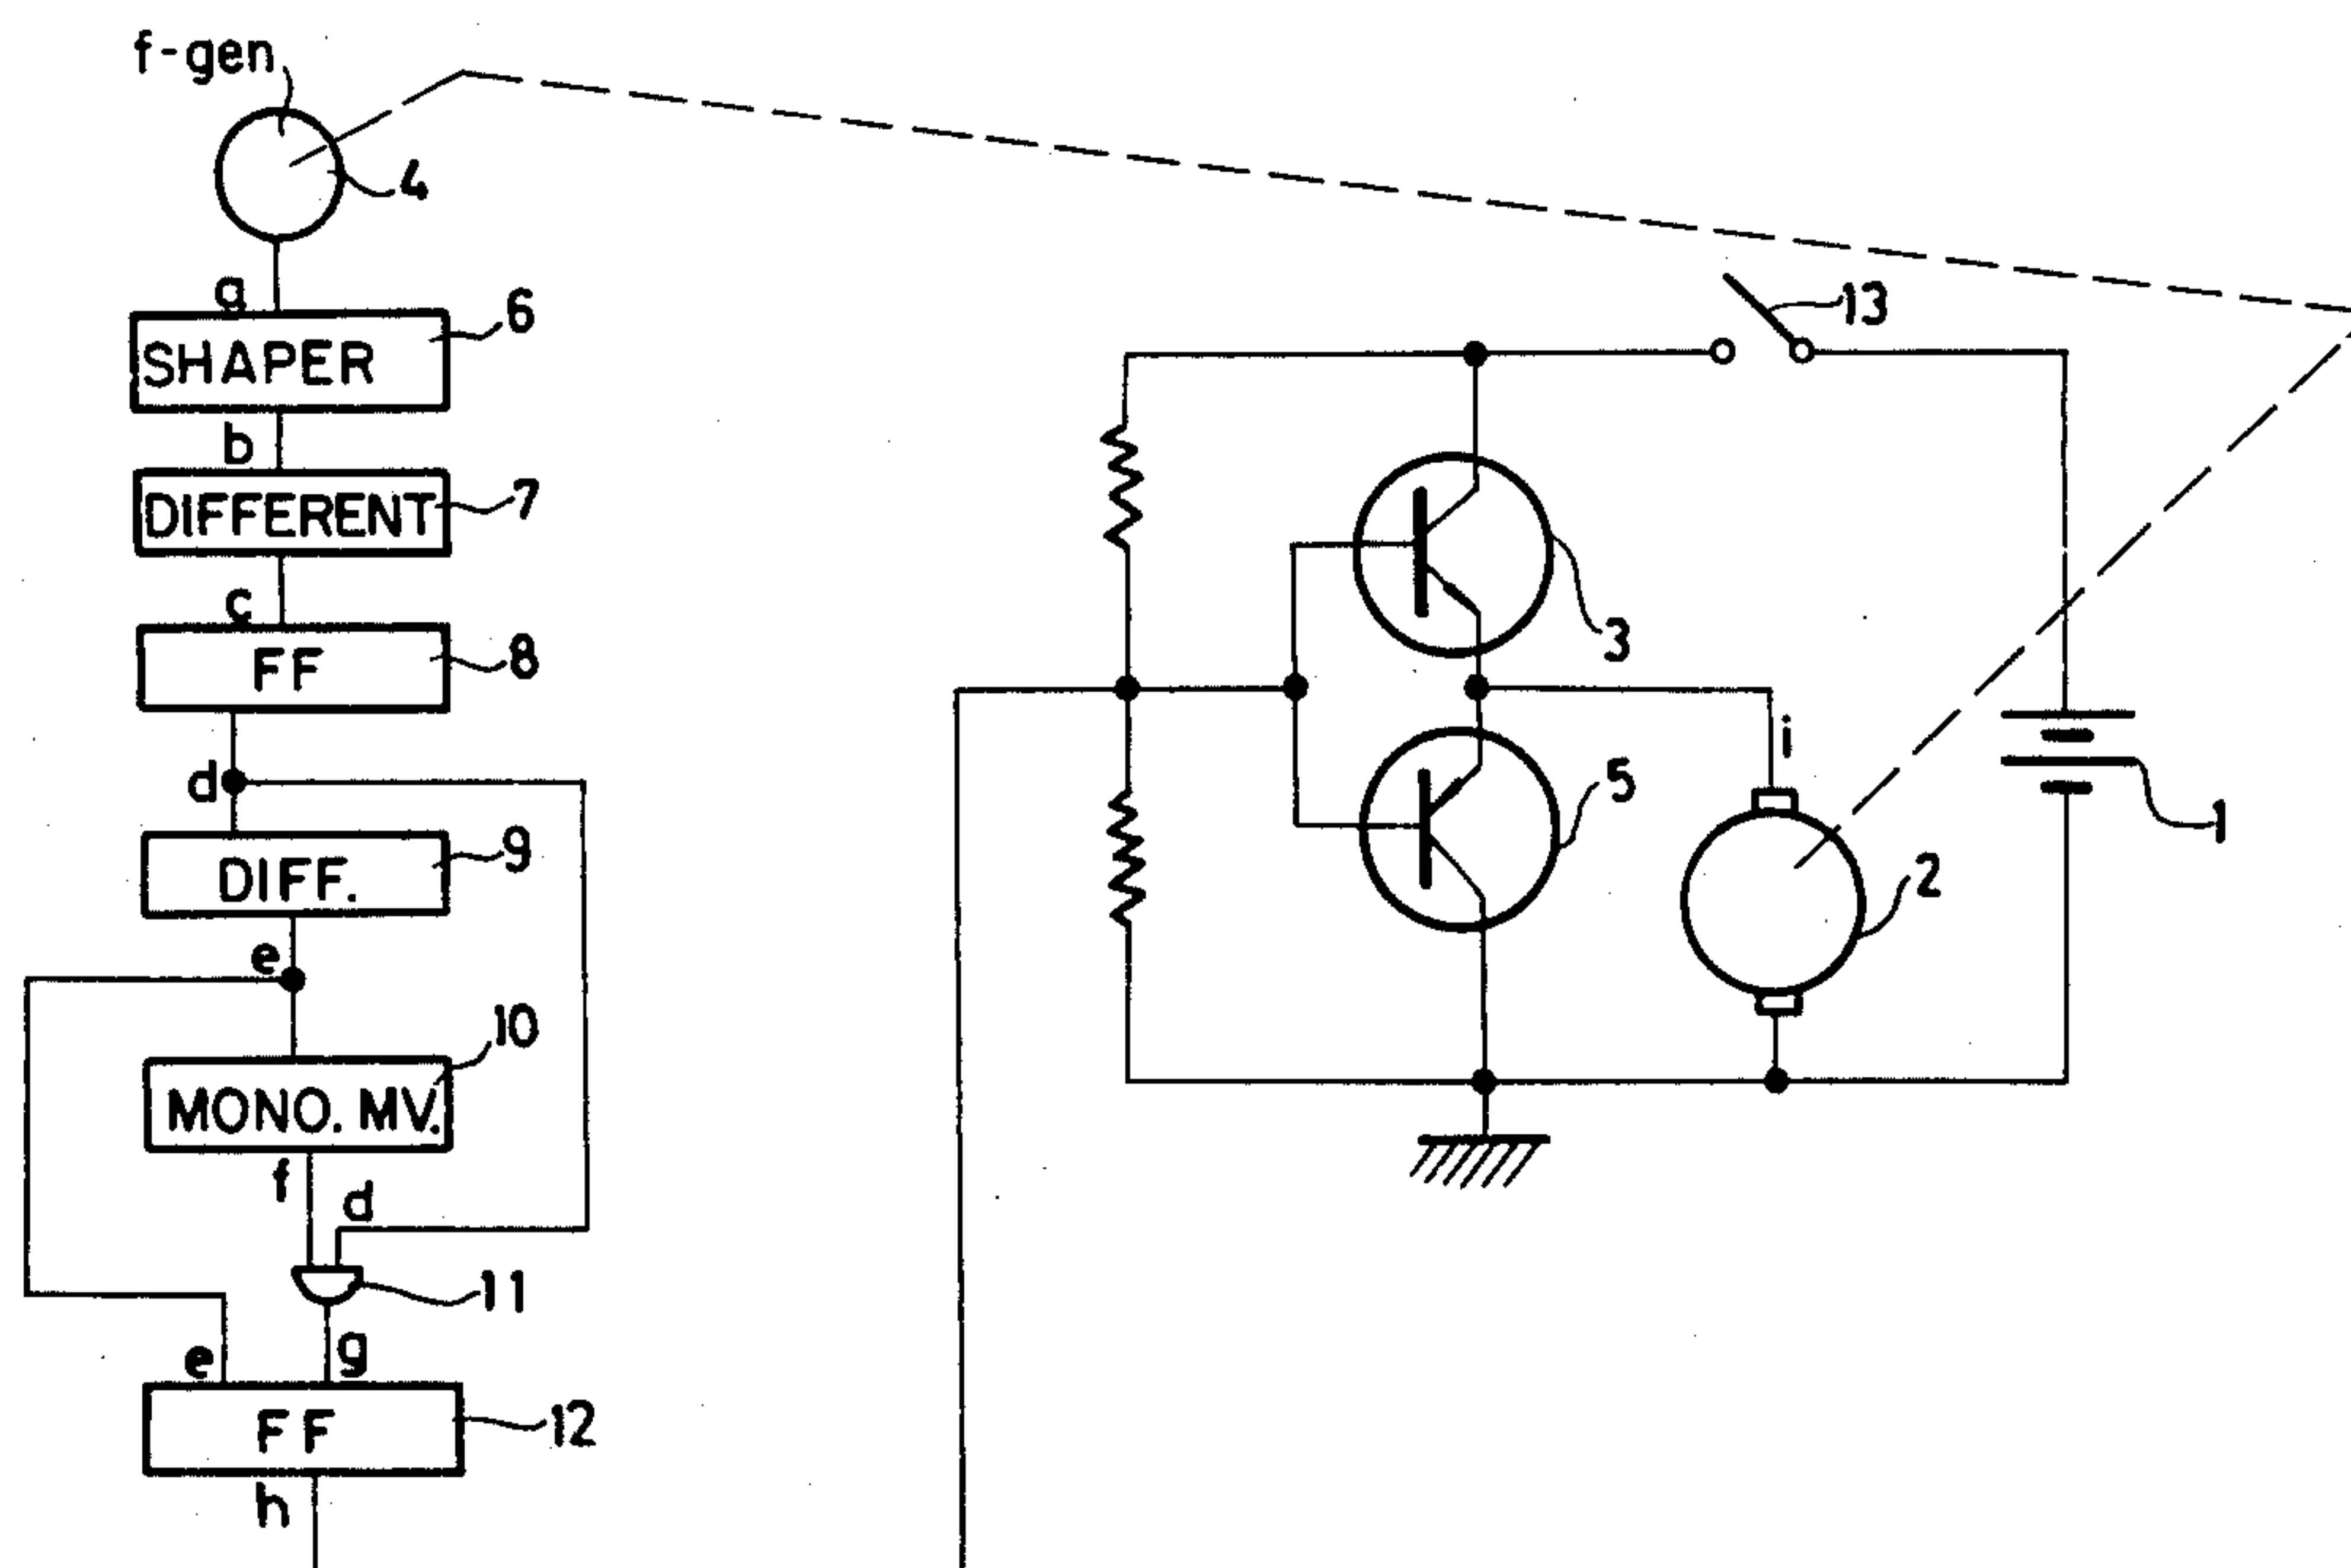 f-gen
4
a
SHAPER
6
b
DIFFERENT
7
c
FF
8
d
DIFF.
9
e
MONO. MV.
10
f
d
11
e
g
FF
12
h
13
3
5
i
2
1